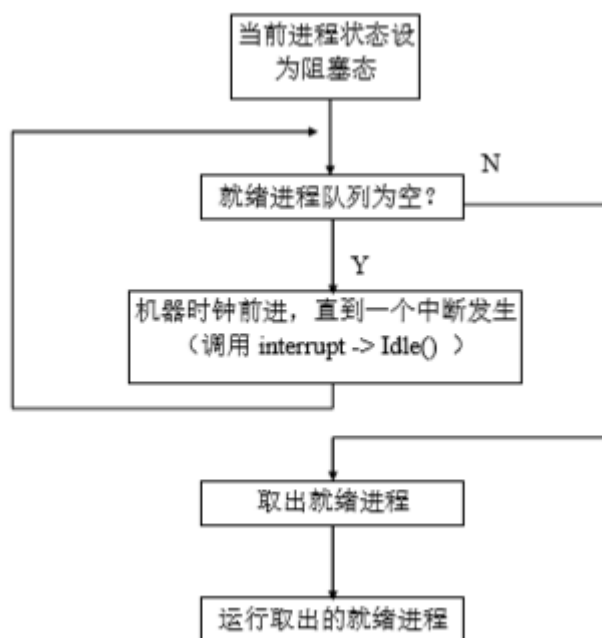 当前进程状态设
为阻塞态
就绪进程队列为空？
N
Y
机器时钟前进，直到一个中断发生
（调用 interrupt -> Idle() ）
取出就绪进程
运行取出的就绪进程